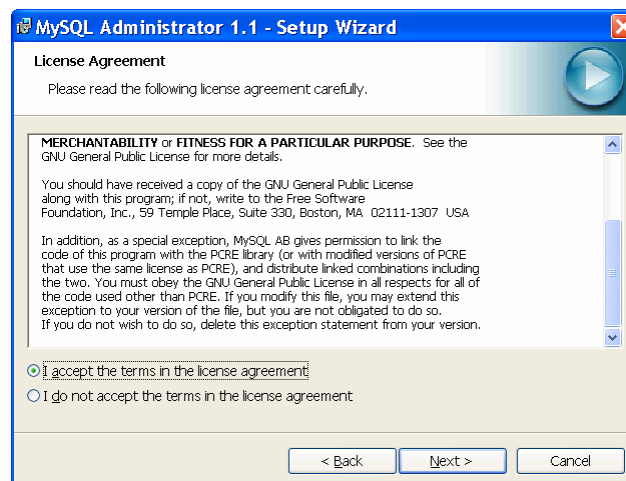 MySQL Administrator 1.1 - Setup Wizard
License Agreement
Please read the following license agreement carefully.
MERCHANTABILITY or FITNESS FOR A PARTICULAR PURPOSE. See the
GNU General Public License for more details.
You should have received a copy of the GNU General Public License
along with this program; if not, write to the Free Software
Foundation, Inc., 59 Temple Place, Suite 330, Boston, MA 02111-1307 USA
In addition, as a special exception, MySQL AB gives permission to link the
code of this program with the PCRE library (or with modified versions of PCRE
that use the same license as PCRE), and distribute linked combinations including
the two. You must obey the GNU General Public License in all respects for all of
the code used other than PCRE. If you modify this file, you may extend this
exception to your version of the file, but you are not obligated to do so.
If you do not wish to do so, delete this exception statement from your version.
I accept the terms in the license agreement
I do not accept the terms in the license agreement
< Back Next > Cancel